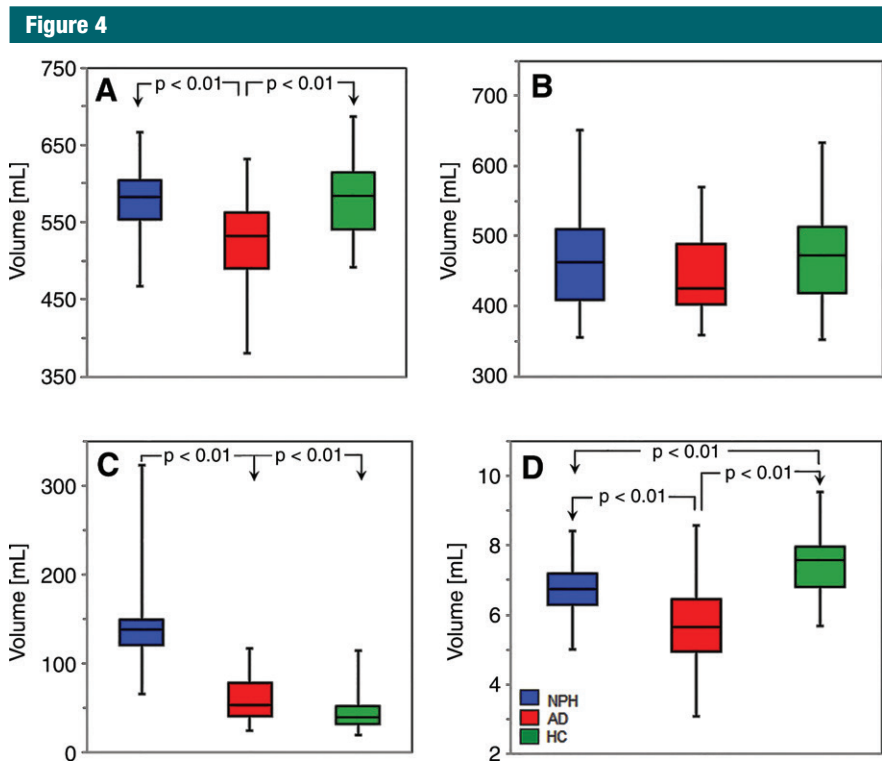 Figure 4
A
p < 0.01 p < 0.01
Volume [mL]
750
650
550
450
350
B
Volume [mL]
700
600
500
400
300
C
p < 0.01 p < 0.01
Volume [mL]
300
200
100
0
D
p < 0.01
p < 0.01
p < 0.01
Volume [mL]
10
8
6
4
2
NPH
AD
HC